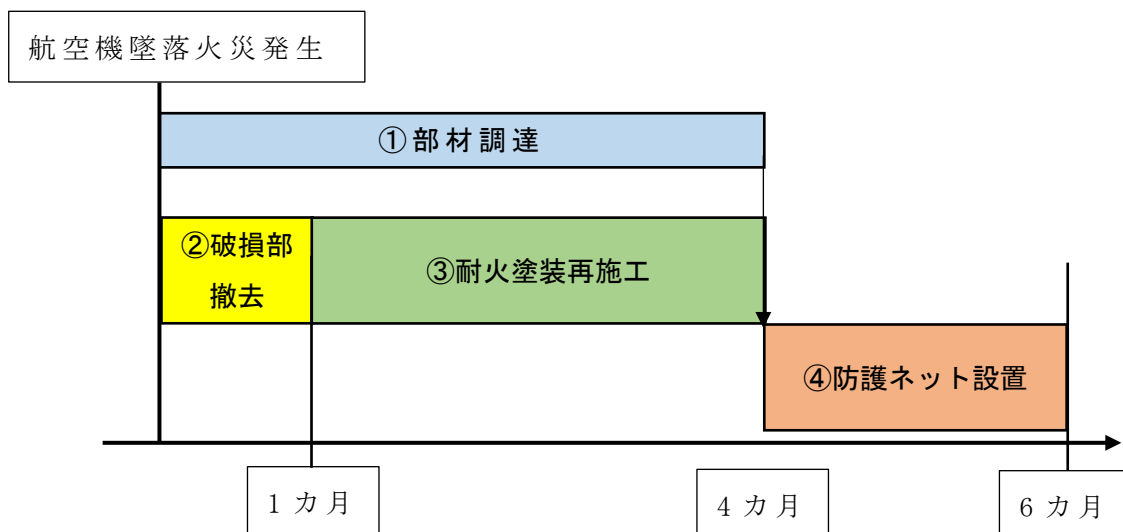 航空機墜落火災発生
①部材調達
②破損部
撤去
③耐火塗装再施工
④防護ネット設置
1カ月
4カ月
6カ月